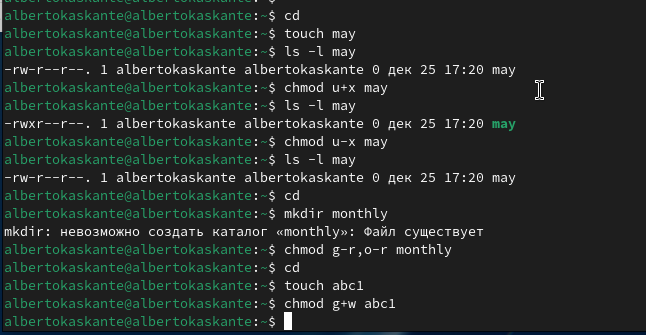 albertokaskante@albertokaskante:~$ cd
albertokaskante@albertokaskante:~$ touch may
albertokaskante@albertokaskante:~$ ls -l may
-rw-r--r--. 1 albertokaskante albertokaskante 0 дек 25 17:20 may
albertokaskante@albertokaskante:~$ chmod u+x may
albertokaskante@albertokaskante:~$ ls -l may
-rwxr--r--. 1 albertokaskante albertokaskante 0 дек 25 17:20 may
albertokaskante@albertokaskante:~$ chmod u-x may
albertokaskante@albertokaskante:~$ ls -l may
-rw-r--r--. 1 albertokaskante albertokaskante 0 дек 25 17:20 may
albertokaskante@albertokaskante:~$ cd
albertokaskante@albertokaskante:~$ mkdir monthly
mkdir: невозможно создать каталог «monthly»: Файл существует
albertokaskante@albertokaskante:~$ chmod g-r,o-r monthly
albertokaskante@albertokaskante:~$ cd
albertokaskante@albertokaskante:~$ touch abc1
albertokaskante@albertokaskante:~$ chmod g+w abc1
albertokaskante@albertokaskante:~$